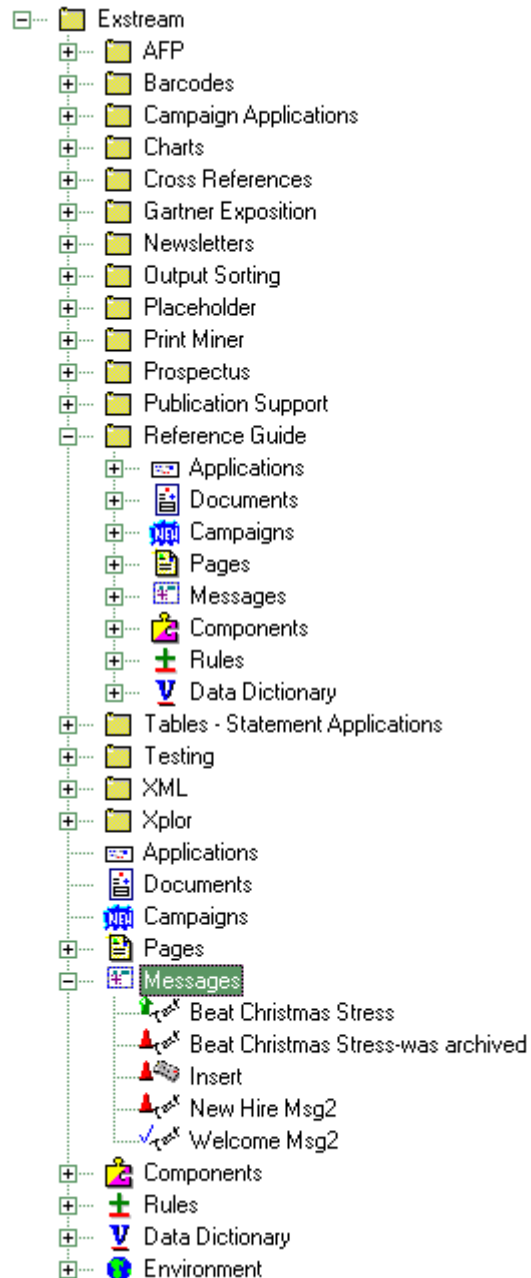 Exstream
AFP
Barcodes
Campaign Applications
Charts
Cross References
Gartner Exposition
Newsletters
Output Sorting
Placeholder
Print Miner
Prospectus
Publication Support
Reference Guide
Applications
Documents
NEW Campaigns
Pages
Messages
Components
Rules
V Data Dictionary
Tables - Statement Applications
Testing
XML
Xplor
Applications
Documents
NEW Campaigns
Pages
Messages
Beat Christmas Stress
Beat Christmas Stress-was archived
Insert
New Hire Msg2
Welcome Msg2
Components
Rules
V Data Dictionary
Environment